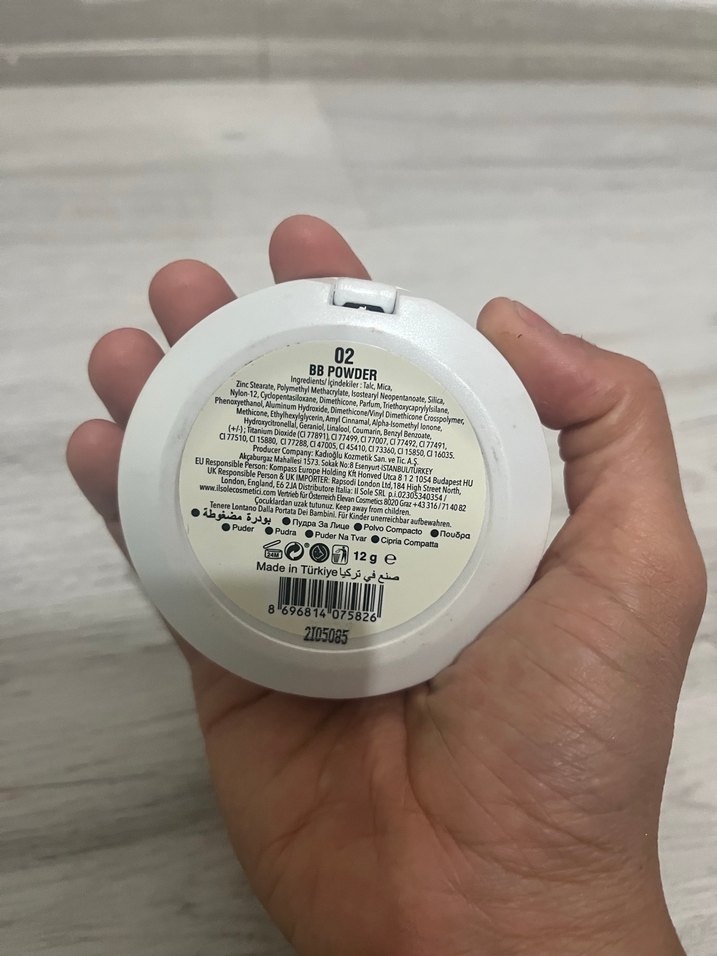 02
BB POWDER
Ingredients/ İçindekiler : Talc, Mica,
Zinc Stearate, Polymethyl Methacrylate, Isostearyl Neopentanoate, Silica,
Nylon-12, Cyclopentasiloxane, Dimethicone, Parfum, Triethoxycaprylylsilane,
Phenoxyethanol, Aluminum Hydroxide, Dimethicone/Vinyl Dimethicone Crosspolymer,
Methicone, Ethylhexylglycerin, Amyl Cinnamal, Alpha-Isomethyl Ionone,
Hydroxycitronellal, Geraniol, Linalool, Coumarin, Benzyl Benzoate,
(+/-); Titanium Dioxide (CI 77891), CI 77499, CI 77007, CI 77492, CI 77491,
CI 77510, CI 15880, CI 77288, CI 47005, CI 45410, CI 77360, CI 15850, CI 16035.
Producer Company: Kadıoğlu Kozmetik San. ve Tic. A.Ş.
Akçaburgaz Mahallesi 1573. Sokak No:8 Esenyurt-İSTANBUL/TURKEY
EU Responsible Person: Kompass Europe Holding Kft Honved Utca 8 1 2 1054 Budapest HU
UK Responsible Person & UK IMPORTER: Rapsodi London Ltd,184 High Street North,
London, England, E6 2JA Distributore Italia: Il Sole SRL p.i.02305340354 /
www.ilsolecosmetici.com Vertrieb für Österreich Elevan Cosmetics 8020 Graz +43 316 / 71 40 82
Çocuklardan uzak tutunuz. Keep away from children.
Tenere Lontano Dalla Portata Dei Bambini. Für Kinder unerreichbar aufbewahren.
● بودرة مضغوطة ● Пудра За Лице ● Polvo Compacto ● Пουδρα
● Puder ● Pudra ● Puder Na Tvar ● Cipria Compatta
24M 12 g ℮
Made in Türkiye صنع في تركيا
8 696814 075826
2I05085